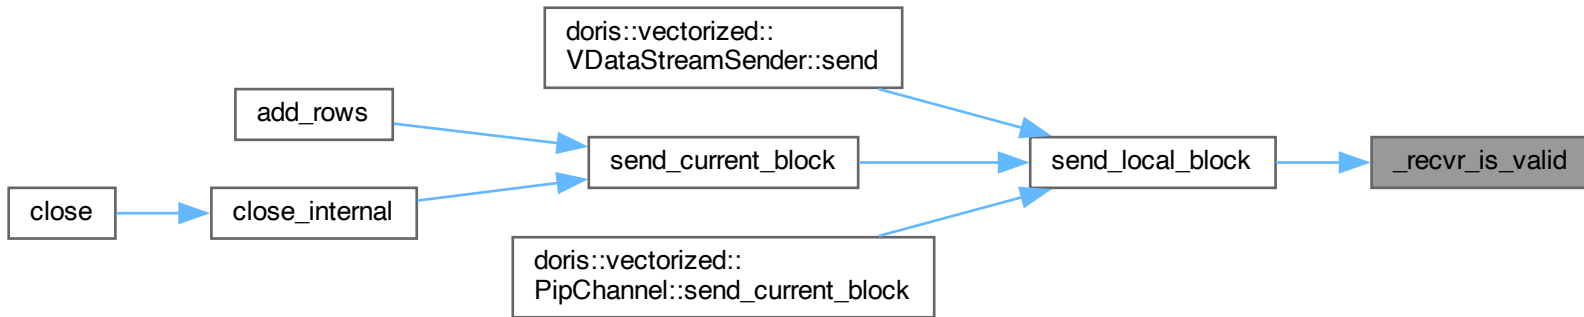 doris::vectorized::
VDataStreamSender::send
add_rows
send_current_block
send_local_block
_recvr_is_valid
close
close_internal
doris::vectorized::
PipChannel::send_current_block